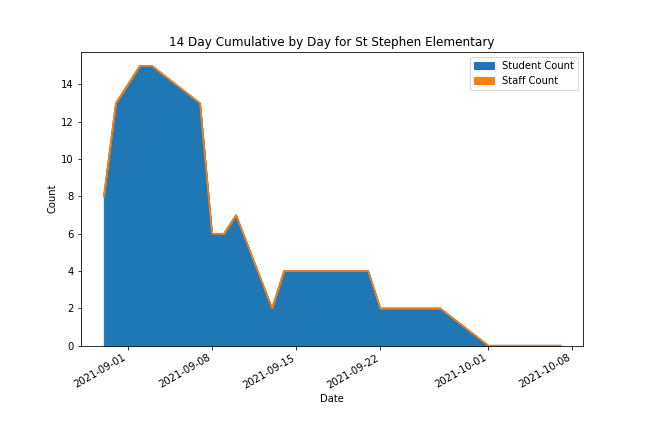 14 Day Cumulative by Day for St Stephen Elementary
Student Count
Staff Count
Count
14
12
10
8
6
4
2
0
2021-09-01
2021-09-08
2021-09-15
2021-09-22
2021-10-01
2021-10-08
Date